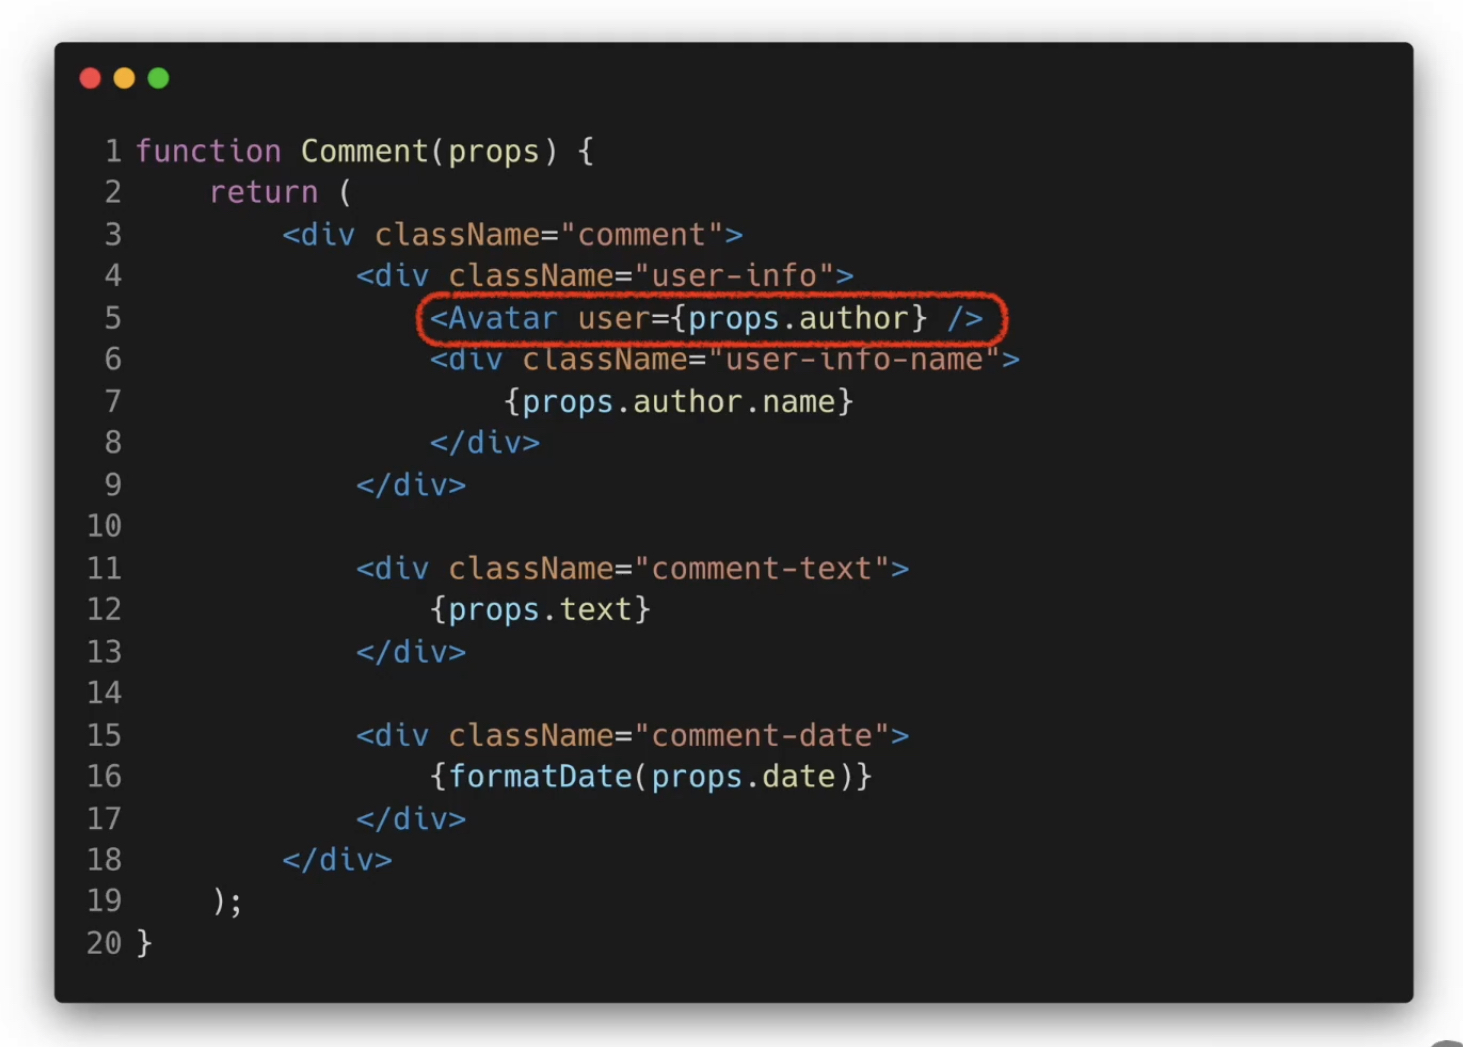 1 function Comment(props) {
2     return (
3         <div className="comment">
4             <div className="user-info">
5                 <Avatar user={props.author} />
6                 <div className="user-info-name">
7                     {props.author.name}
8                 </div>
9             </div>
10
11             <div className="comment-text">
12                 {props.text}
13             </div>
14
15             <div className="comment-date">
16                 {formatDate(props.date)}
17             </div>
18         </div>
19     );
20 }